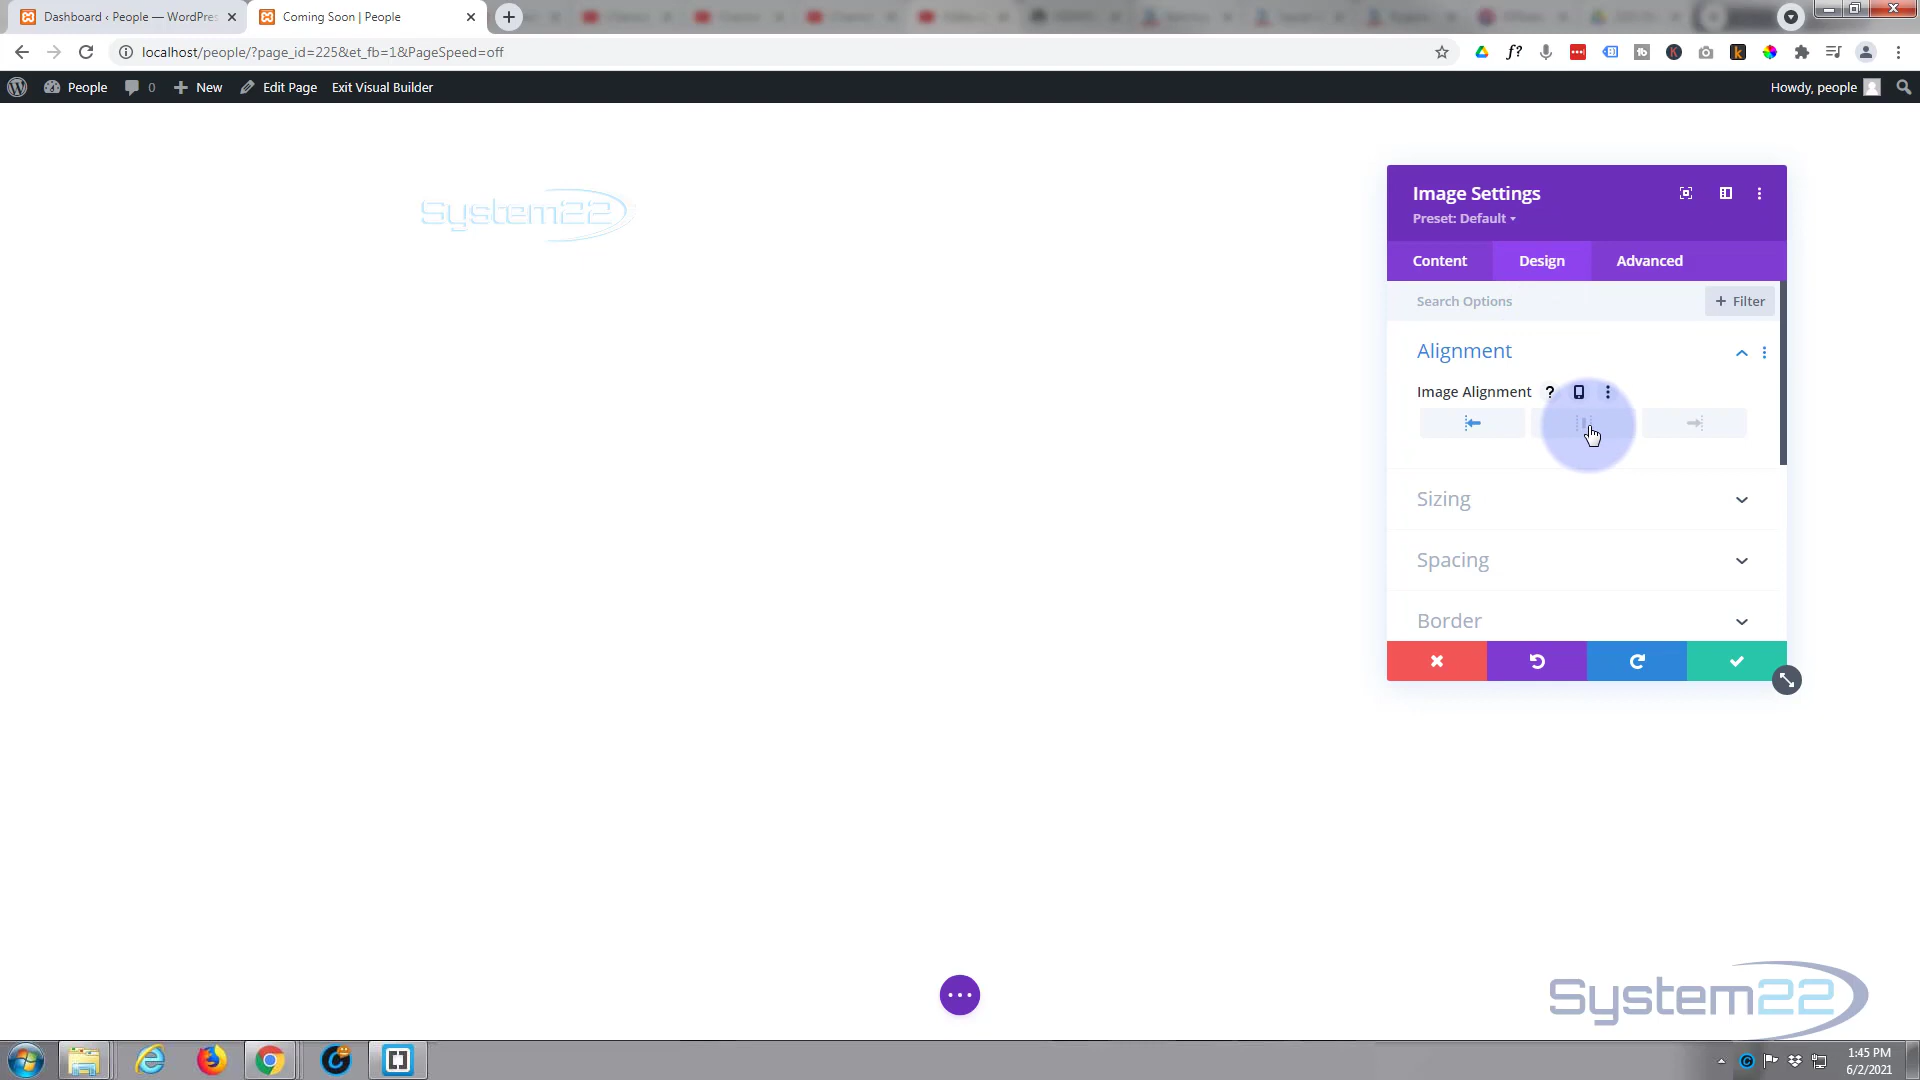 Dashboard ‹ People — WordPres
Coming Soon | People
localhost/people/?page_id=225&et_fb=1&PageSpeed=off
People
0
New
Edit Page
Exit Visual Builder
Howdy, people
System22
Image Settings
Preset: Default
Content
Design
Advanced
Search Options
+ Filter
Alignment
Image Alignment
Sizing
Spacing
Border
System22
1:45 PM
6/2/2021